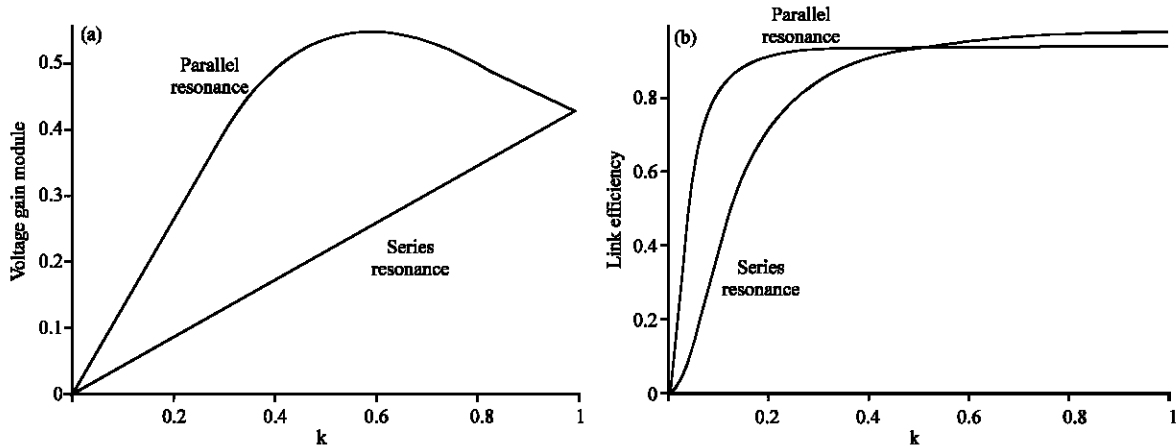 (a)
Parallel
resonance
Series
resonance
Voltage gain module
0.5
0.4
0.3
0.2
0.1
0
0.2
0.4
0.6
0.8
1
k
(b)
Parallel
resonance
Series
resonance
Link efficiency
0.8
0.6
0.4
0.2
0
0.2
0.4
0.6
0.8
1
k